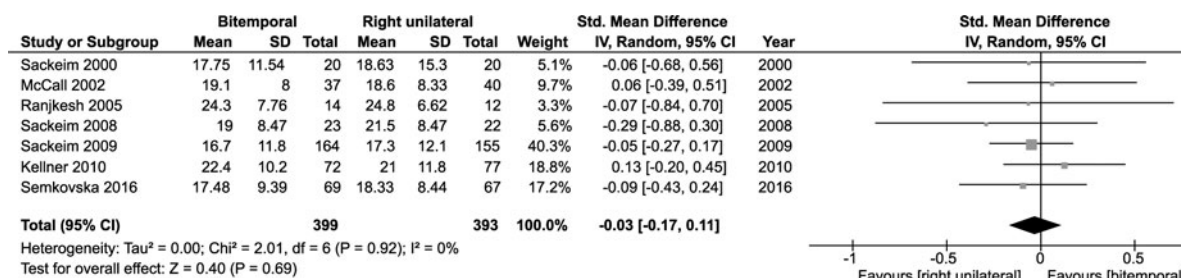 Bitemporal Right unilateral Std. Mean Difference Std. Mean Difference
Study or Subgroup Mean SD Total Mean SD Total Weight IV, Random, 95% CI Year IV, Random, 95% CI
Sackeim 2000 17.75 11.54 20 18.63 15.3 20 5.1% -0.06 [-0.68, 0.56] 2000
McCall 2002 19.1 8 37 18.6 8.33 40 9.7% 0.06 [-0.39, 0.51] 2002
Ranjkesh 2005 24.3 7.76 14 24.8 6.62 12 3.3% -0.07 [-0.84, 0.70] 2005
Sackeim 2008 19 8.47 23 21.5 8.47 22 5.6% -0.29 [-0.88, 0.30] 2008
Sackeim 2009 16.7 11.8 164 17.3 12.1 155 40.3% -0.05 [-0.27, 0.17] 2009
Kellner 2010 22.4 10.2 72 21 11.8 77 18.8% 0.13 [-0.20, 0.45] 2010
Semkovska 2016 17.48 9.39 69 18.33 8.44 67 17.2% -0.09 [-0.43, 0.24] 2016
Total (95% CI) 399 393 100.0% -0.03 [-0.17, 0.11]
Heterogeneity: Tau² = 0.00; Chi² = 2.01, df = 6 (P = 0.92); I² = 0%
Test for overall effect: Z = 0.40 (P = 0.69)
-1 -0.5 0 0.5
Favours [right unilateral] Favours [bitemporal]